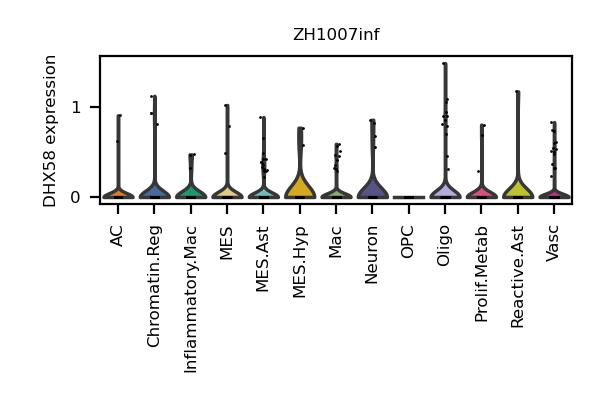 ZH1007inf
DHX58 expression
1
0
AC
Chromatin.Reg
Inflammatory.Mac
MES
MES.Ast
MES.Hyp
Mac
Neuron
OPC
Oligo
Prolif.Metab
Reactive.Ast
Vasc